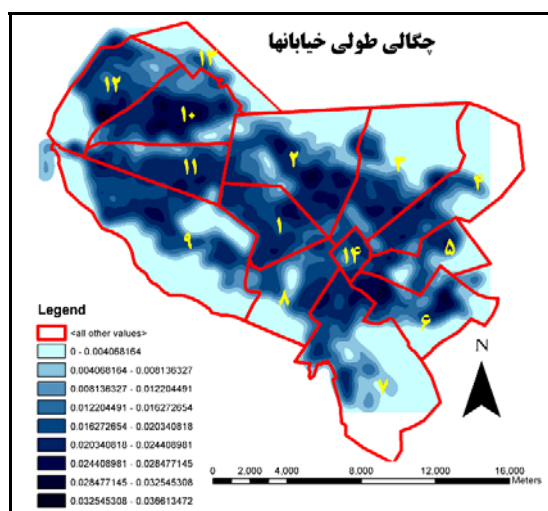 چگالی طولی خیابانها
۱۳
۱۲
۱۰
۱۱
۲
۳
۴
۱
۹
۱۴
۵
۸
۶
۷
Legend
<all other values>
0 - 0.004068164
0.004068164 - 0.008136327
0.008136327 - 0.012204491
0.012204491 - 0.016272654
0.016272654 - 0.020340818
0.020340818 - 0.024408981
0.024408981 - 0.028477145
0.028477145 - 0.032545308
0.032545308 - 0.036613472
N
0 2,000 4,000 8,000 12,000 16,000
Meters